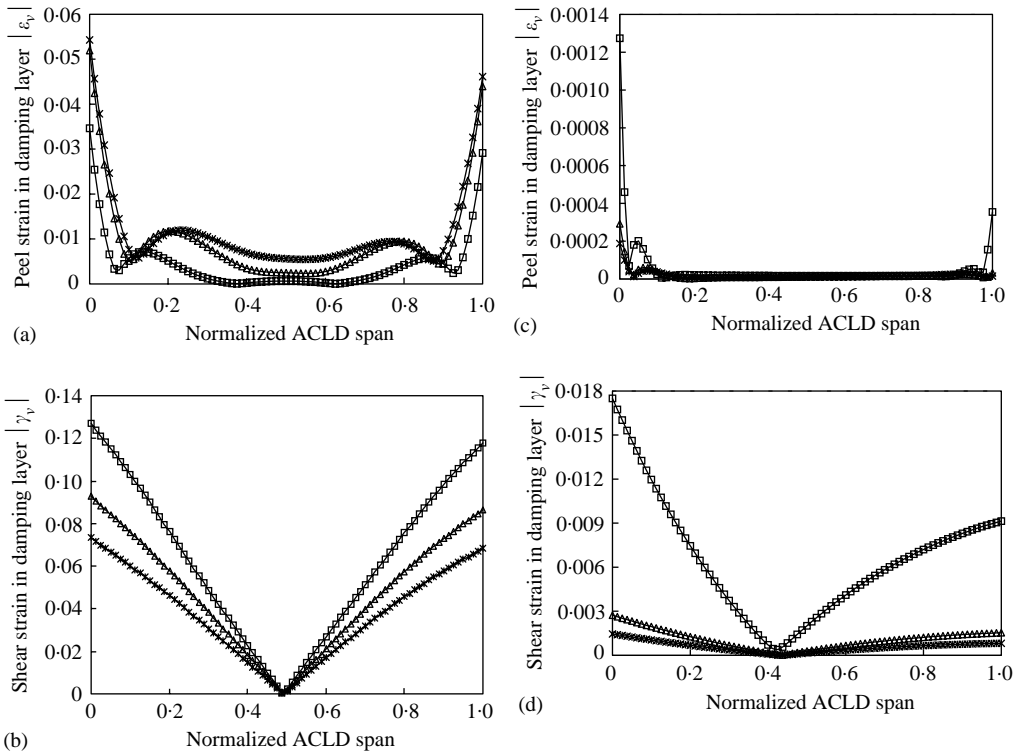 (a)
Peel strain in damping layer |εᵥ|
0·06
0·05
0·04
0·03
0·02
0·01
0
0 0·2 0·4 0·6 0·8 1·0
Normalized ACLD span
(c)
Peel strain in damping layer |εᵥ|
0·0014
0·0012
0·0010
0·0008
0·0006
0·0004
0·0002
0
0 0·2 0·4 0·6 0·8 1·0
Normalized ACLD span
(b)
Shear strain in damping layer |γᵥ|
0·14
0·12
0·10
0·08
0·06
0·04
0·02
0
0 0·2 0·4 0·6 0·8 1·0
Normalized ACLD span
(d)
Shear strain in damping layer |γᵥ|
0·018
0·015
0·012
0·009
0·006
0·003
0
0 0·2 0·4 0·6 0·8 1·0
Normalized ACLD span